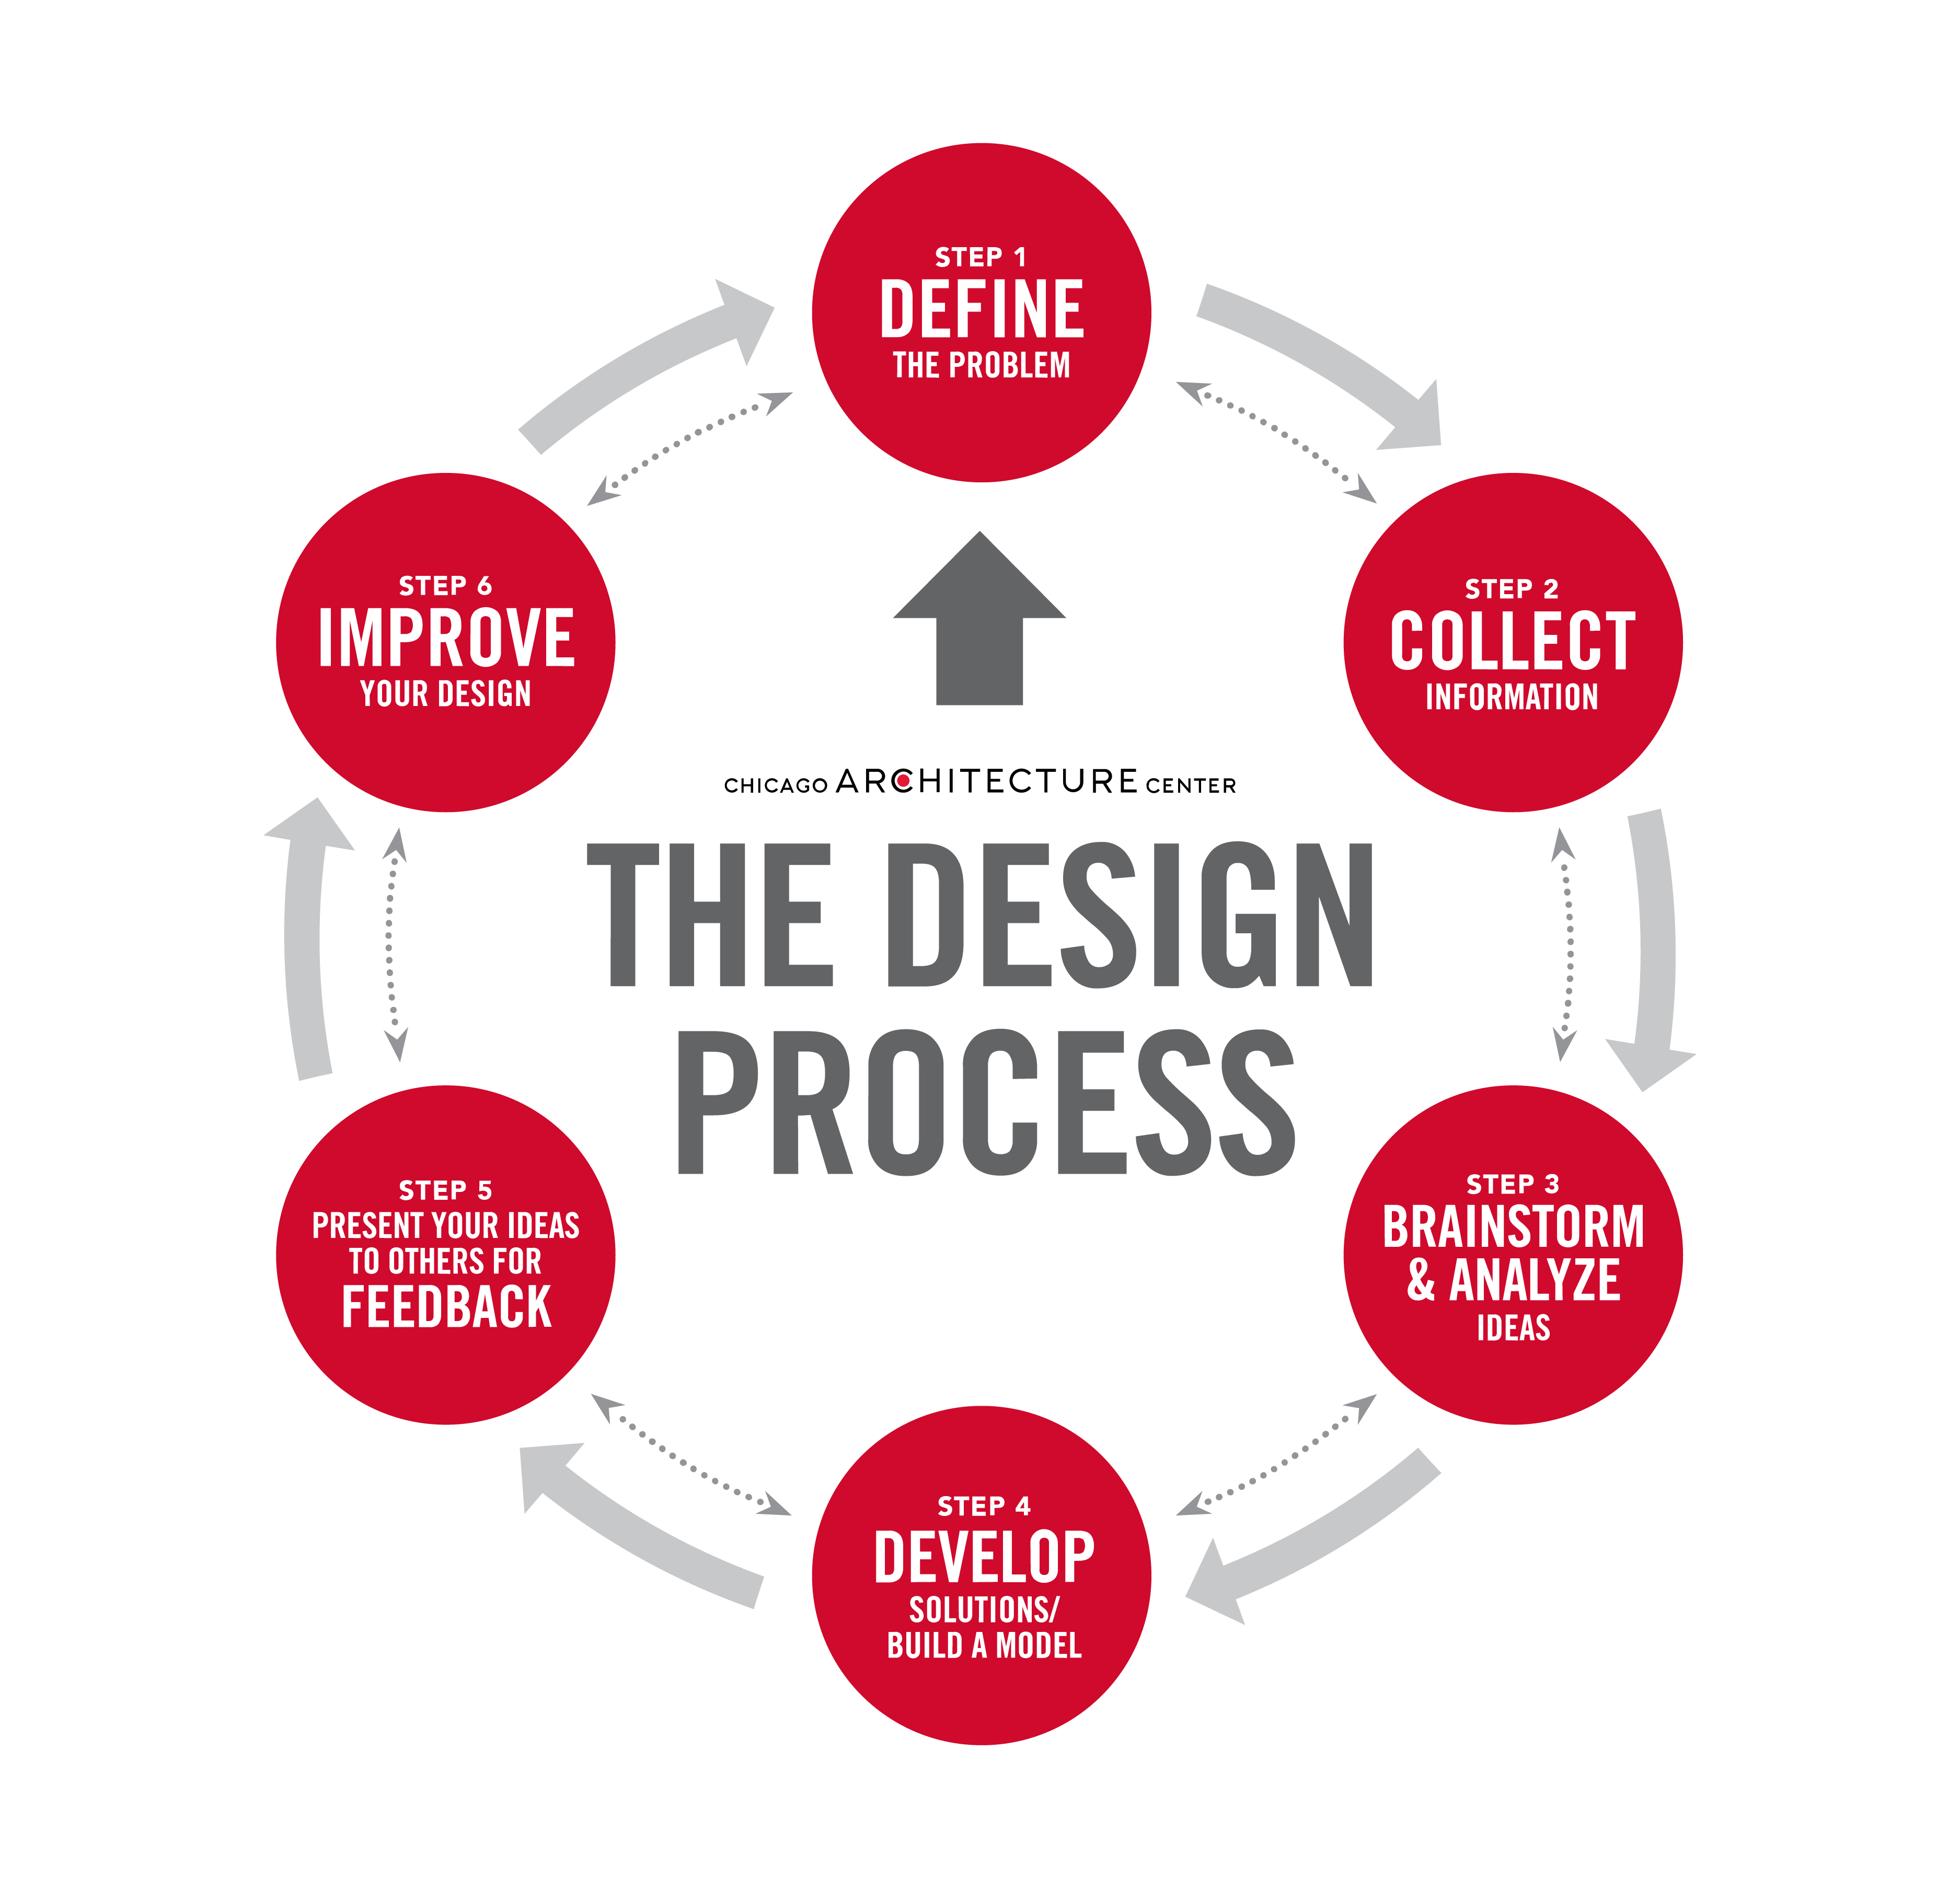 STEP 1
DEFINE
THE PROBLEM
STEP 2
COLLECT
INFORMATION
STEP 3
BRAINSTORM
& ANALYZE
IDEAS
STEP 4
DEVELOP
SOLUTIONS/
BUILD A MODEL
STEP 5
PRESENT YOUR IDEAS
TO OTHERS FOR
FEEDBACK
STEP 6
IMPROVE
YOUR DESIGN
CHICAGO ARCHITECTURE CENTER
THE DESIGN
PROCESS